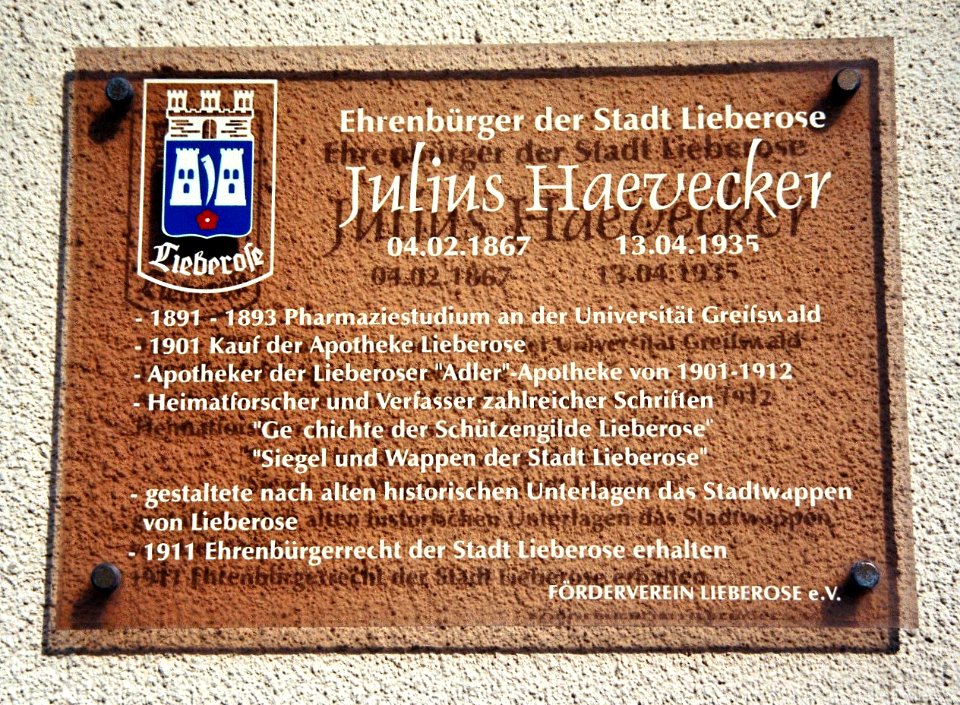 Lieberose
Ehrenbürger der Stadt Lieberose
Julius Haevecker
04.02.1867 13.04.1935
- 1891 - 1893 Pharmaziestudium an der Universität Greifswald
- 1901 Kauf der Apotheke Lieberose
- Apotheker der Lieberoser "Adler"-Apotheke von 1901-1912
- Heimatforscher und Verfasser zahlreicher Schriften
"Ge chichte der Schützengilde Lieberose"
"Siegel und Wappen der Stadt Lieberose"
- gestaltete nach alten historischen Unterlagen das Stadtwappen
von Lieberose
- 1911 Ehrenbürgerrecht der Stadt Lieberose erhalten
FÖRDERVEREIN LIEBEROSE e.V.